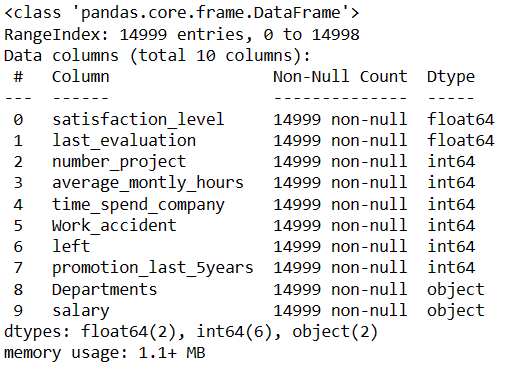 <class 'pandas.core.frame.DataFrame'>
RangeIndex: 14999 entries, 0 to 14998
Data columns (total 10 columns):
 #   Column                 Non-Null Count  Dtype
---  ------                 --------------  -----
 0   satisfaction_level     14999 non-null  float64
 1   last_evaluation        14999 non-null  float64
 2   number_project         14999 non-null  int64
 3   average_montly_hours   14999 non-null  int64
 4   time_spend_company     14999 non-null  int64
 5   Work_accident          14999 non-null  int64
 6   left                   14999 non-null  int64
 7   promotion_last_5years  14999 non-null  int64
 8   Departments            14999 non-null  object
 9   salary                 14999 non-null  object
dtypes: float64(2), int64(6), object(2)
memory usage: 1.1+ MB